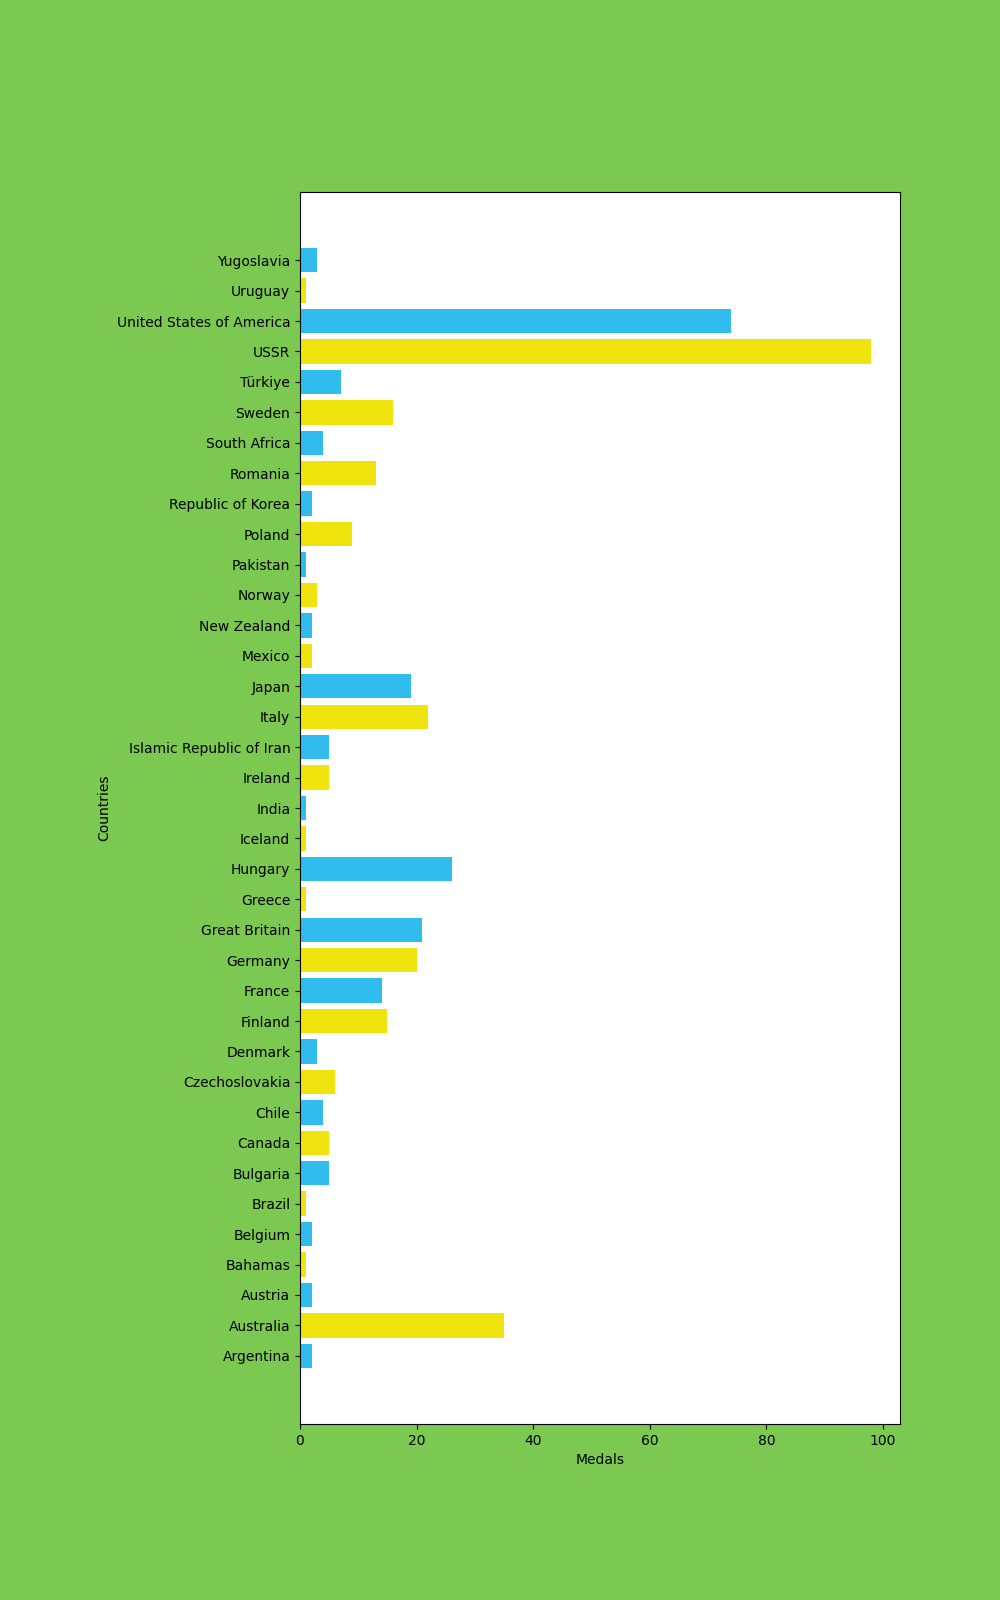 Yugoslavia
Uruguay
United States of America
USSR
Türkiye
Sweden
South Africa
Romania
Republic of Korea
Poland
Pakistan
Norway
New Zealand
Mexico
Japan
Italy
Islamic Republic of Iran
Ireland
India
Iceland
Hungary
Greece
Great Britain
Germany
France
Finland
Denmark
Czechoslovakia
Chile
Canada
Bulgaria
Brazil
Belgium
Bahamas
Austria
Australia
Argentina
Countries
0 20 40 60 80 100
Medals